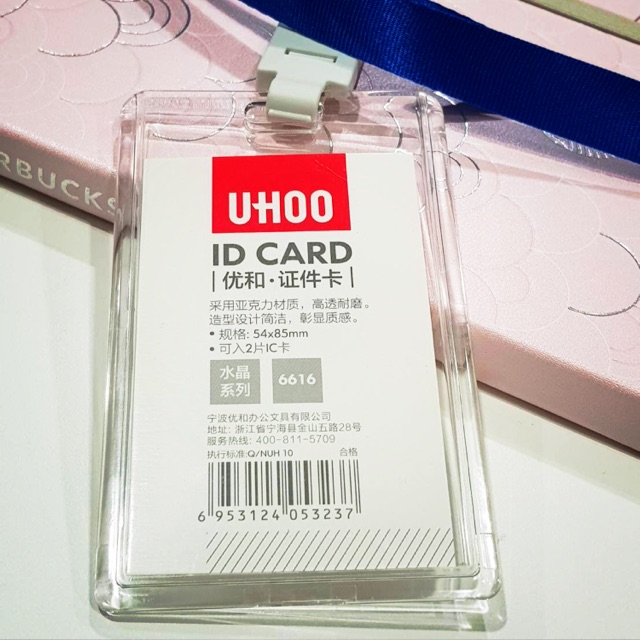 RBUCKS
UHOO
ID CARD
优和·证件卡
采用亚克力材质，高透耐磨。
造型设计简洁，彰显质感。
• 规格: 54x85mm
• 可入2片IC卡
水晶
系列
6616
宁波优和办公文具有限公司
地址: 浙江省宁海县金山五路28号
服务热线: 400-811-5709
执行标准:Q/NUH 10 合格
6 953124 053237